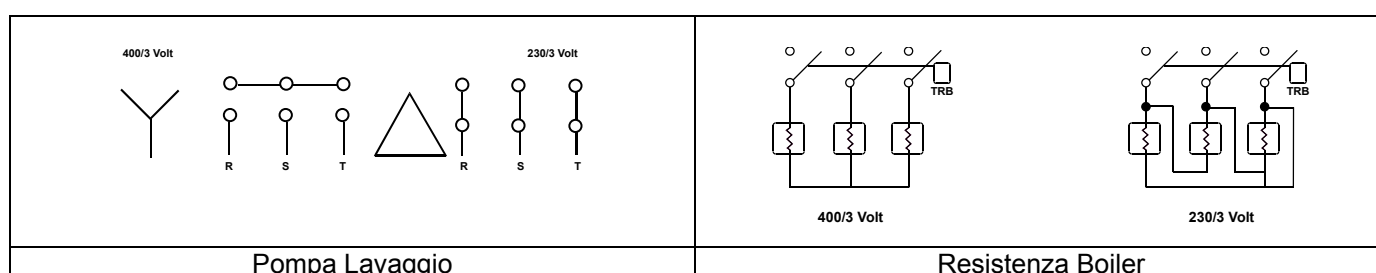 400/3 Volt
230/3 Volt
R S T
R S T
TRB
TRB
400/3 Volt
230/3 Volt
Pompa Lavaggio
Resistenza Boiler